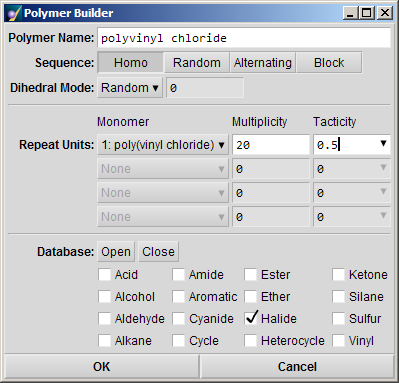 Polymer Builder
Polymer Name: polyvinyl chloride
Sequence: Homo Random Alternating Block
Dihedral Mode: Random 0
Monomer Multiplicity Tacticity
Repeat Units: 1: poly(vinyl chloride) 20 0.5
None 0 0
None 0 0
None 0 0
Database: Open Close
Acid Amide Ester Ketone
Alcohol Aromatic Ether Silane
Aldehyde Cyanide Halide Sulfur
Alkane Cycle Heterocycle Vinyl
OK Cancel